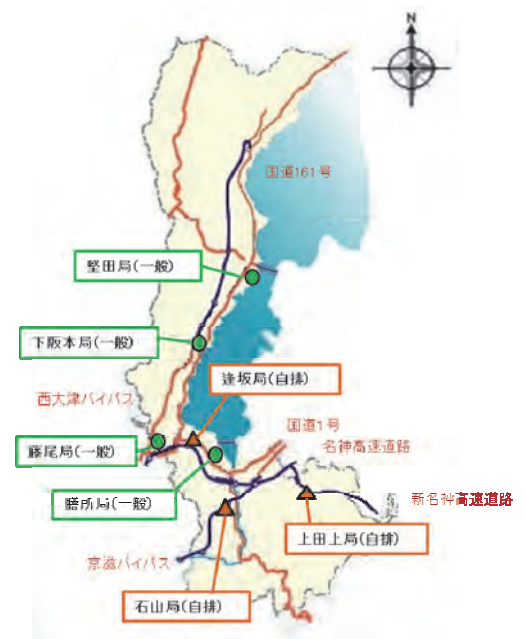 N
国道161号
堅田局(一般)
下阪本局(一般)
逢坂局(自排)
西大津バイパス
国道1号
名神高速道路
藤尾局(一般)
膳所局(一般)
新名神高速道路
上田上局(自排)
京滋バイパス
石山局(自排)